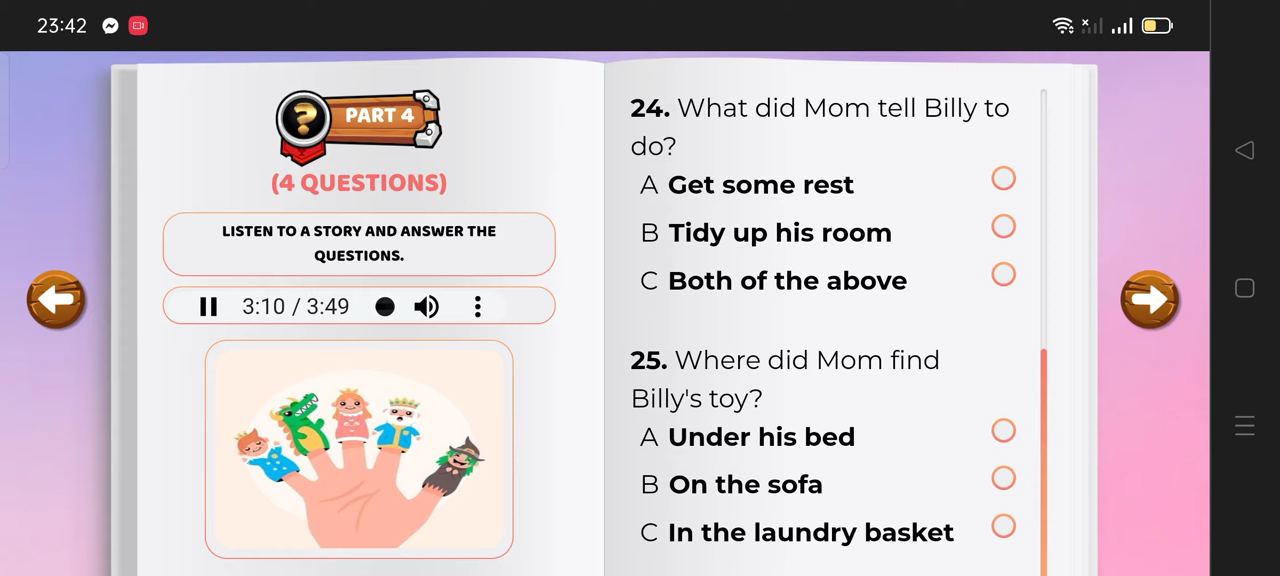 23:42
PART 4
(4 QUESTIONS)
LISTEN TO A STORY AND ANSWER THE
QUESTIONS.
3:10 / 3:49
24. What did Mom tell Billy to
do?
A Get some rest
B Tidy up his room
C Both of the above
25. Where did Mom find
Billy's toy?
A Under his bed
B On the sofa
C In the laundry basket